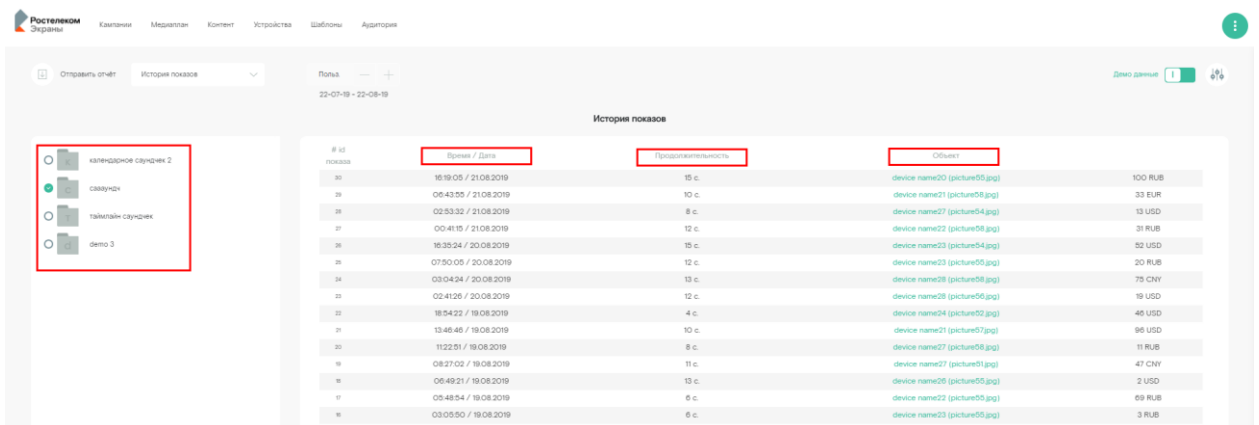 Ростелеком
Экраны
Кампании Медиаплан Контент Устройства Шаблоны Аудитория
Отправить отчёт История показов Польз. Демо данные
22-07-19 - 22-08-19
История показов
# id показа Время / Дата Продолжительность Объект
календарное саундчек 2
сазаундч
таймлайн саундчек
demo 3
30 16:19:05 / 21.08.2019 15 с. device name20 (picture55.jpg) 100 RUB
29 06:43:55 / 21.08.2019 10 с. device name21 (picture58.jpg) 33 EUR
28 02:53:32 / 21.08.2019 8 с. device name27 (picture54.jpg) 13 USD
27 00:41:15 / 21.08.2019 12 с. device name22 (picture58.jpg) 31 RUB
26 16:35:24 / 20.08.2019 15 с. device name23 (picture54.jpg) 52 USD
25 07:50:05 / 20.08.2019 12 с. device name23 (picture55.jpg) 20 RUB
24 03:04:24 / 20.08.2019 13 с. device name28 (picture58.jpg) 75 CNY
23 02:41:26 / 20.08.2019 12 с. device name28 (picture56.jpg) 19 USD
22 18:54:22 / 19.08.2019 4 с. device name24 (picture52.jpg) 46 USD
21 13:46:46 / 19.08.2019 10 с. device name21 (picture57.jpg) 96 USD
20 11:22:51 / 19.08.2019 8 с. device name27 (picture58.jpg) 11 RUB
19 08:27:02 / 19.08.2019 11 с. device name27 (picture51.jpg) 47 CNY
18 06:49:21 / 19.08.2019 13 с. device name26 (picture55.jpg) 2 USD
17 05:48:54 / 19.08.2019 6 с. device name22 (picture55.jpg) 69 RUB
16 03:05:50 / 19.08.2019 6 с. device name23 (picture55.jpg) 3 RUB